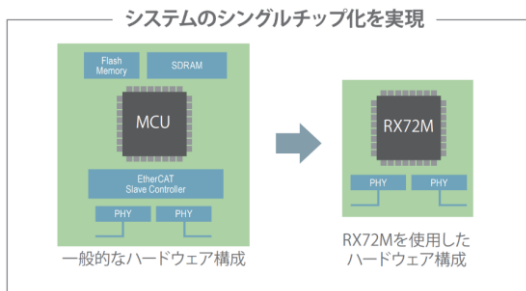 システムのシングルチップ化を実現
Flash
Memory
SDRAM
MCU
EtherCAT
Slave Controller
PHY
PHY
一般的なハードウェア構成
RX72M
PHY
PHY
RX72Mを使用した
ハードウェア構成